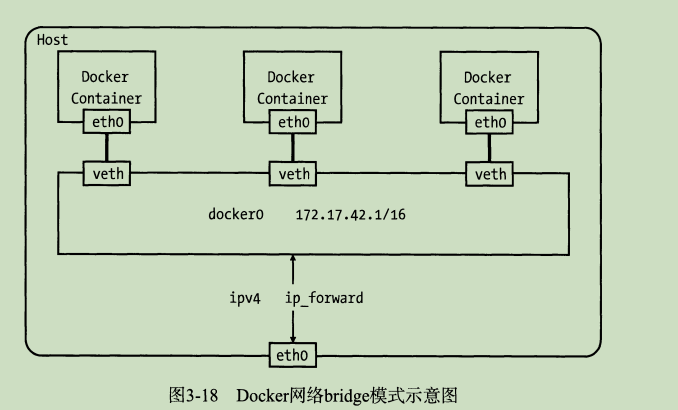 Host
Docker
Container
eth0
Docker
Container
eth0
Docker
Container
eth0
veth
veth
veth
docker0 172.17.42.1/16
ipv4 ip_forward
eth0
图3-18 Docker网络bridge模式示意图